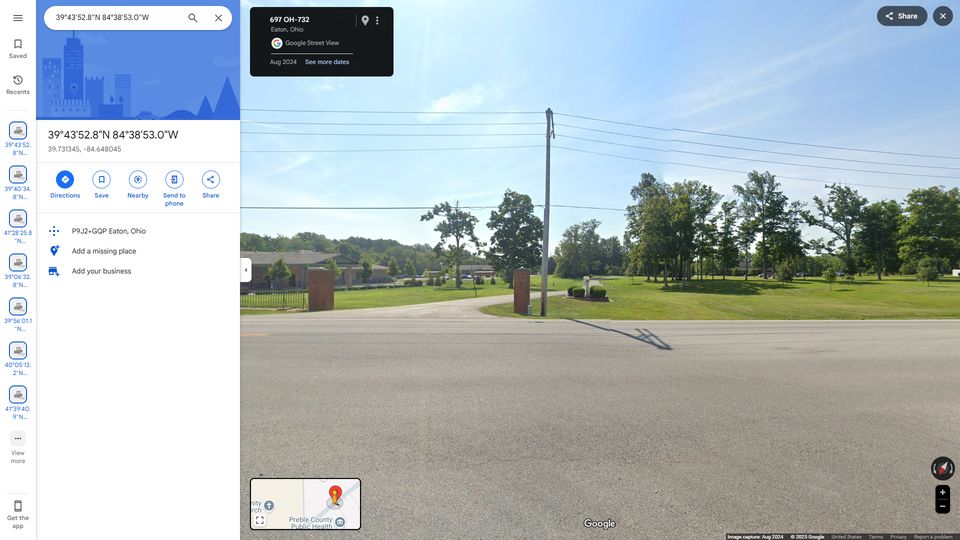 39°43'52.8"N 84°38'53.0"W
Saved
Recents
39°43'52.
8"N...
39°40'34.
8"N...
41°28'25.8
"N...
39°06'32.
8"N...
39°56'01.1
"N...
40°05'13.
2"N...
41°39'40.
9"N...
View
more
Get the
app
39°43'52.8"N 84°38'53.0"W
39.731345, -84.648045
Directions
Save
Nearby
Send to
phone
Share
P9J2+GQP Eaton, Ohio
Add a missing place
Add your business
697 OH-732
Eaton, Ohio
Google Street View
Aug 2024 See more dates
Share
nity
rch
Preble County
Public Health
Google
Image capture: Aug 2024 © 2025 Google United States Terms Privacy Report a problem